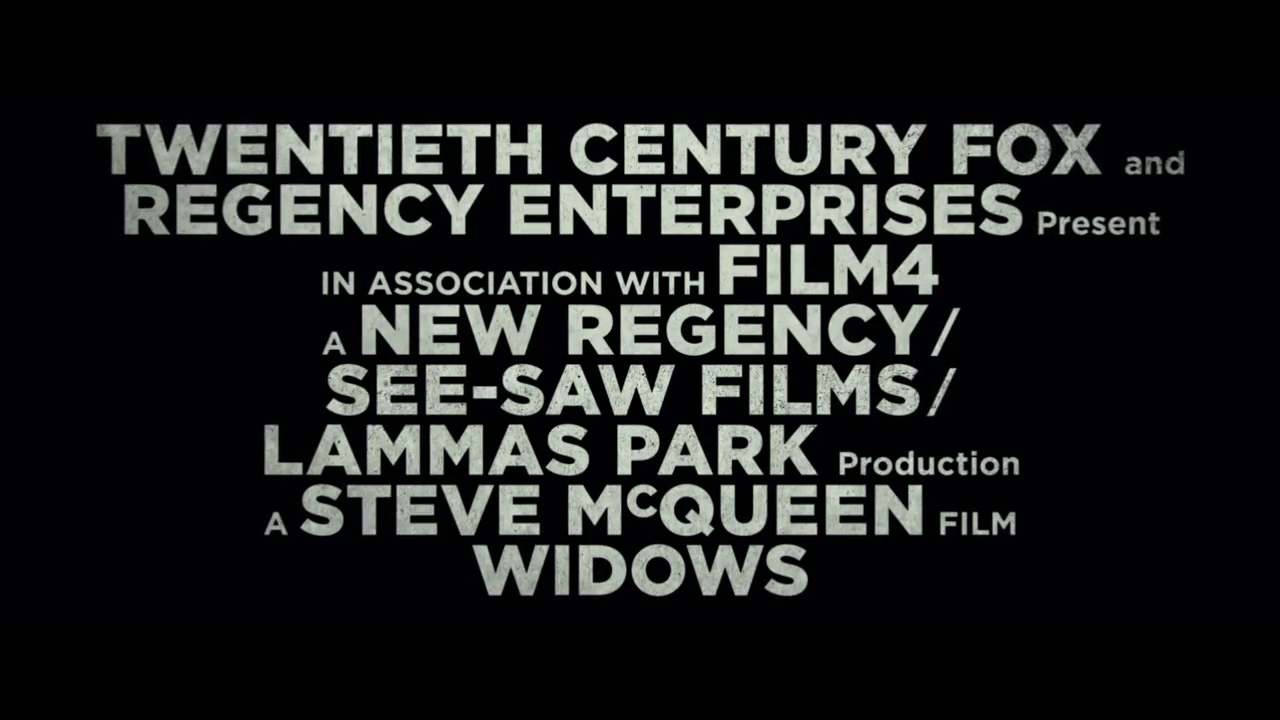 TWENTIETH CENTURY FOX and
REGENCY ENTERPRISES Present
IN ASSOCIATION WITH FILM4
A NEW REGENCY/
SEE-SAW FILMS/
LAMMAS PARK Production
A STEVE McQUEEN FILM
WIDOWS